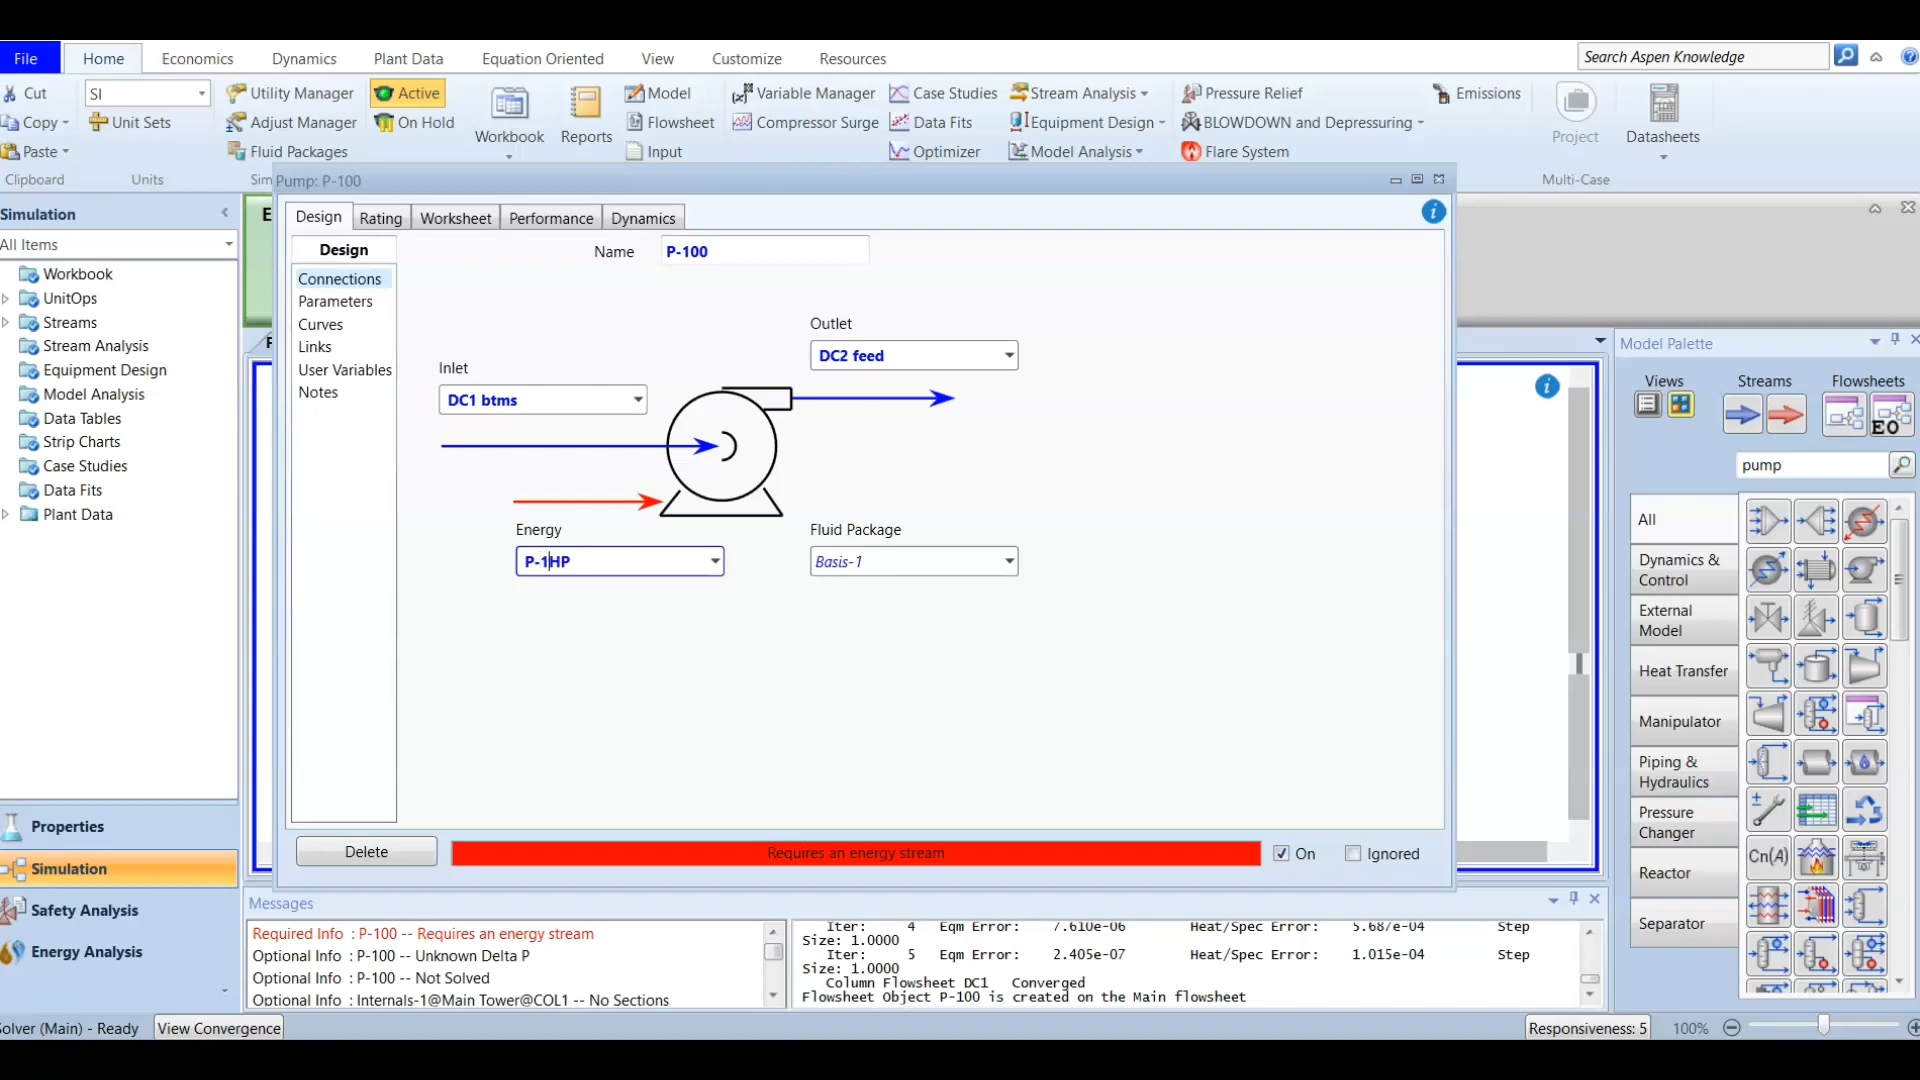 File Home Economics Dynamics Plant Data Equation Oriented View Customize Resources Search Aspen Knowledge
Cut SI Utility Manager Active Model Variable Manager Case Studies Stream Analysis Pressure Relief Emissions
Copy Unit Sets Adjust Manager On Hold Workbook Reports Flowsheet Compressor Surge Data Fits Equipment Design BLOWDOWN and Depressuring Project Datasheets
Paste Fluid Packages Input Optimizer Model Analysis Flare System
Clipboard Units Sim Multi-Case
Pump: P-100
Simulation
All Items
Workbook
UnitOps
Streams
Stream Analysis
Equipment Design
Model Analysis
Data Tables
Strip Charts
Case Studies
Data Fits
Plant Data
Properties
Simulation
Safety Analysis
Energy Analysis
Design Rating Worksheet Performance Dynamics
Design
Connections
Parameters
Curves
Links
User Variables
Notes
Name P-100
Outlet
DC2 feed
Inlet
DC1 btms
Energy
P-1HP
Fluid Package
Basis-1
Delete Requires an energy stream On Ignored
Model Palette
Views Streams Flowsheets
EO
pump
All
Dynamics &
Control
External
Model
Heat Transfer
Manipulator
Piping &
Hydraulics
Pressure
Changer
Reactor
Separator
Cn(A)
Messages
Required Info : P-100 -- Requires an energy stream
Optional Info : P-100 -- Unknown Delta P
Optional Info : P-100 -- Not Solved
Optional Info : Internals-1@Main Tower@COL1 -- No Sections
Iter: 4 Eqm Error: 7.610e-06 Heat/Spec Error: 5.687e-04 Step
Size: 1.0000
Iter: 5 Eqm Error: 2.405e-07 Heat/Spec Error: 1.015e-04 Step
Size: 1.0000
Column Flowsheet DC1 Converged
Flowsheet Object P-100 is created on the Main flowsheet
Solver (Main) - Ready View Convergence Responsiveness: 5 100%